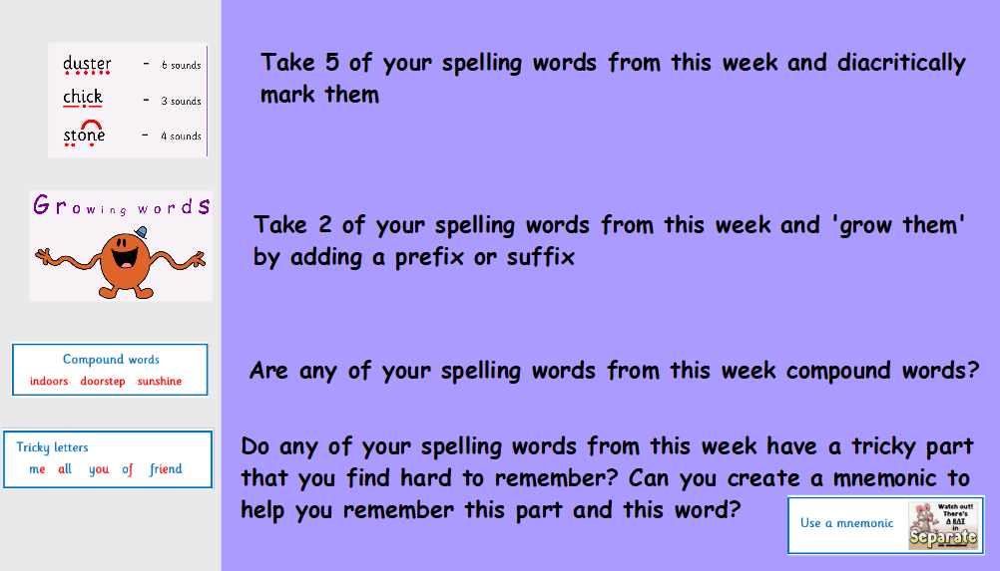 duster - 6 sounds
chick - 3 sounds
stone - 4 sounds
Take 5 of your spelling words from this week and diacritically
mark them
Growing words
Take 2 of your spelling words from this week and 'grow them'
by adding a prefix or suffix
Compound words
indoors doorstep sunshine
Are any of your spelling words from this week compound words?
Tricky letters
me all you of friend
Do any of your spelling words from this week have a tricky part
that you find hard to remember? Can you create a mnemonic to
help you remember this part and this word?
Use a mnemonic
Watch out!
There's
A RAT
in
Separate